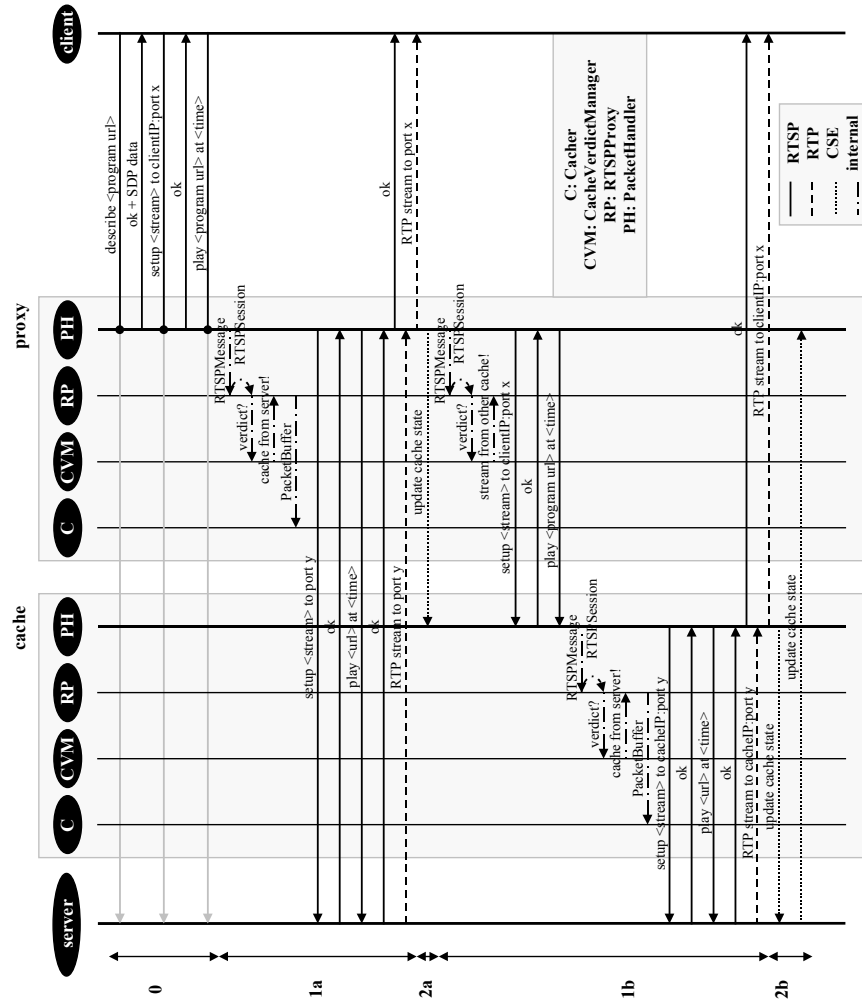 proxy
cache
client
PH
RP
CVM
C
PH
RP
CVM
C
server
describe <program url>
ok + SDP data
setup <stream> to clientIP:port x
ok
play <program url> at <time>
RTSPMessage
RTSPSession
verdict?
cache from server!
PacketBuffer
setup <stream> to port y
ok
play <url> at <time>
ok
RTP stream to port y
ok
RTP stream to port x
update cache state
RTSPMessage
RTSPSession
verdict?
stream from other cache!
setup <stream> to clientIP:port x
ok
play <program url> at <time>
RTSPMessage
RTSPSession
verdict?
cache from server!
PacketBuffer
setup <stream> to cacheIP:port y
ok
play <url> at <time>
ok
RTP stream to cacheIP:port y
ok
RTP stream to clientIP:port x
update cache state
update cache state
C: Cacher
CVM: CacheVerdictManager
RP: RTSPProxy
PH: PacketHandler
RTSP
RTP
CSE
internal
0
1a
2a
1b
2b